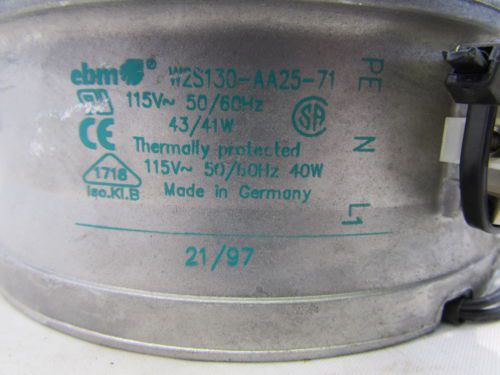 ebm® W2S130-AA25-71
115V~ 50/60Hz
43/41W
CE Thermally protected
1718 115V~ 50/60Hz 40W
Iso.Kl.B Made in Germany
21/97
PE
N
L1